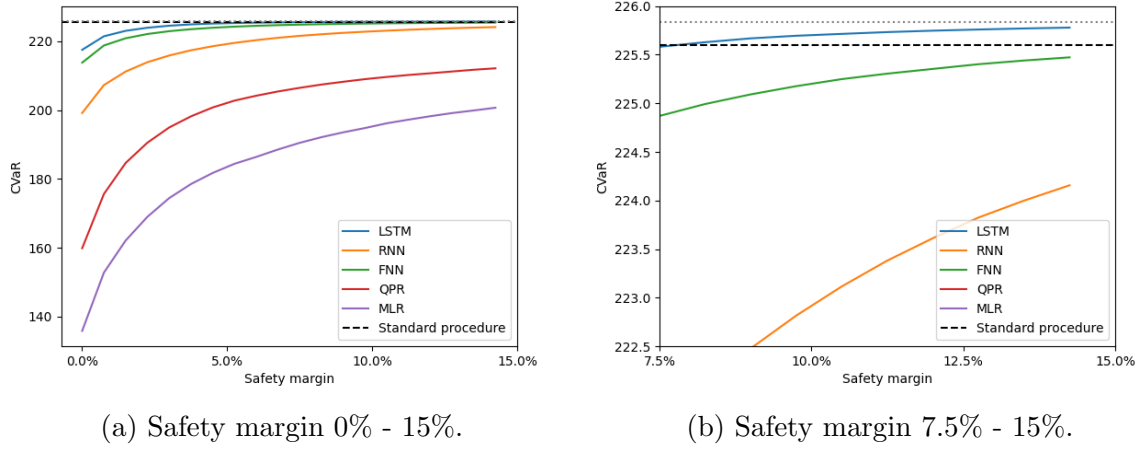 220
200
180
160
140
CVaR
0.0%
5.0%
10.0%
15.0%
Safety margin
LSTM
RNN
FNN
QPR
MLR
Standard procedure
(a) Safety margin 0% - 15%.
226.0
225.5
225.0
224.5
224.0
223.5
223.0
222.5
CVaR
7.5%
10.0%
12.5%
15.0%
Safety margin
LSTM
RNN
FNN
QPR
MLR
Standard procedure
(b) Safety margin 7.5% - 15%.